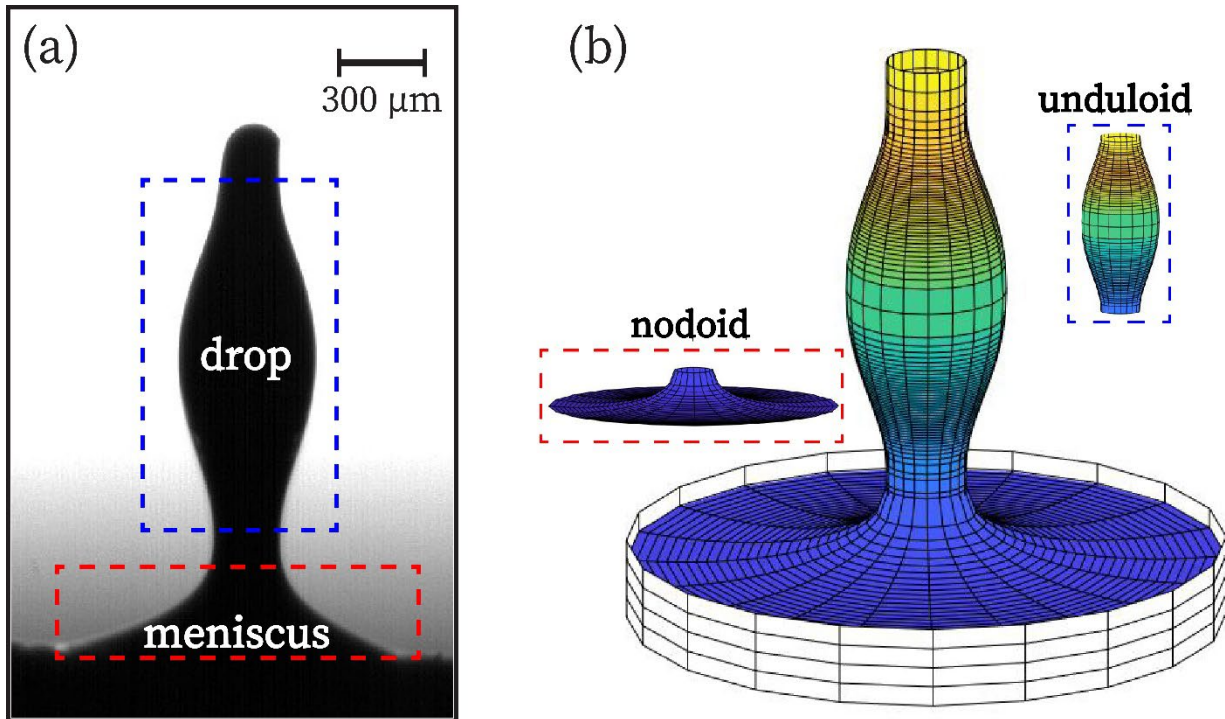 (a)
300 μm
drop
meniscus
(b)
unduloid
nodoid